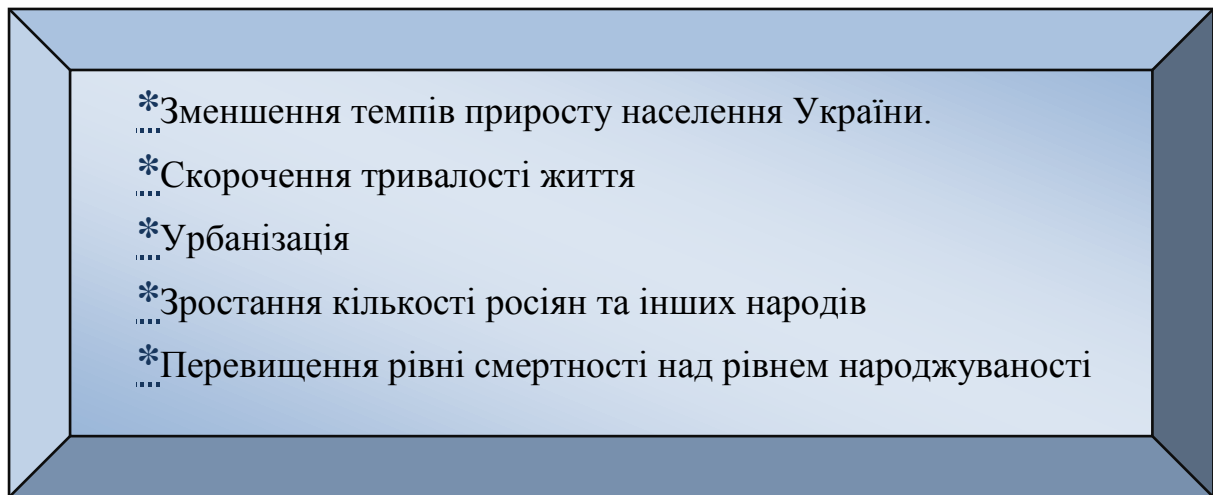 *Зменшення темпів приросту населення України.
*Скорочення тривалості життя
*Урбанізація
*Зростання кількості росіян та інших народів
*Перевищення рівні смертності над рівнем народжуваності